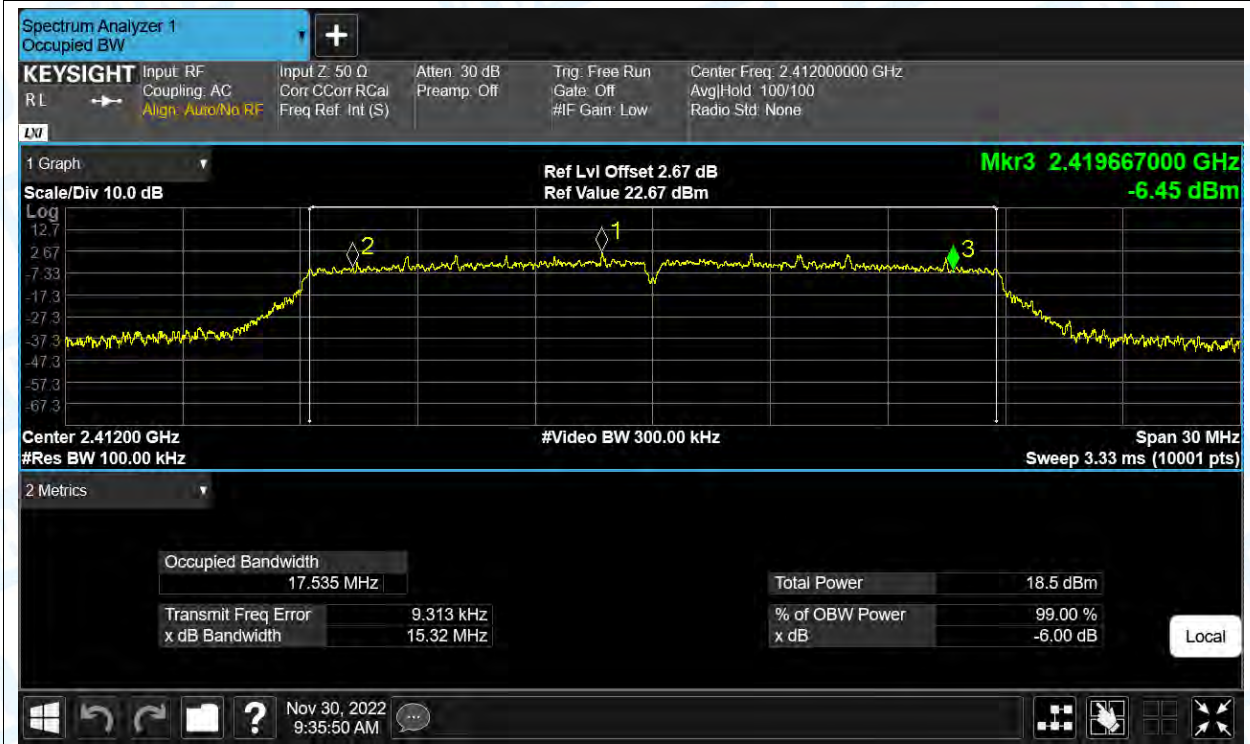 Spectrum Analyzer 1
Occupied BW
KEYSIGHT
RL
LXI
Input: RF
Coupling: AC
Align: Auto/No RF
Input Z: 50 Ω
Corr CCorr RCal
Freq Ref: Int (S)
Atten: 30 dB
Preamp: Off
Trig: Free Run
Gate: Off
#IF Gain: Low
Center Freq: 2.412000000 GHz
Avg|Hold: 100/100
Radio Std: None
1 Graph
Scale/Div 10.0 dB
Ref Lvl Offset 2.67 dB
Ref Value 22.67 dBm
Mkr3 2.419667000 GHz
-6.45 dBm
Log
12.7
2.67
-7.33
-17.3
-27.3
-37.3
-47.3
-57.3
-67.3
2
1
3
Center 2.41200 GHz
#Res BW 100.00 kHz
#Video BW 300.00 kHz
Span 30 MHz
Sweep 3.33 ms (10001 pts)
2 Metrics
Occupied Bandwidth
17.535 MHz
Transmit Freq Error 9.313 kHz
x dB Bandwidth 15.32 MHz
Total Power 18.5 dBm
% of OBW Power 99.00 %
x dB -6.00 dB
Local
?
Nov 30, 2022
9:35:50 AM